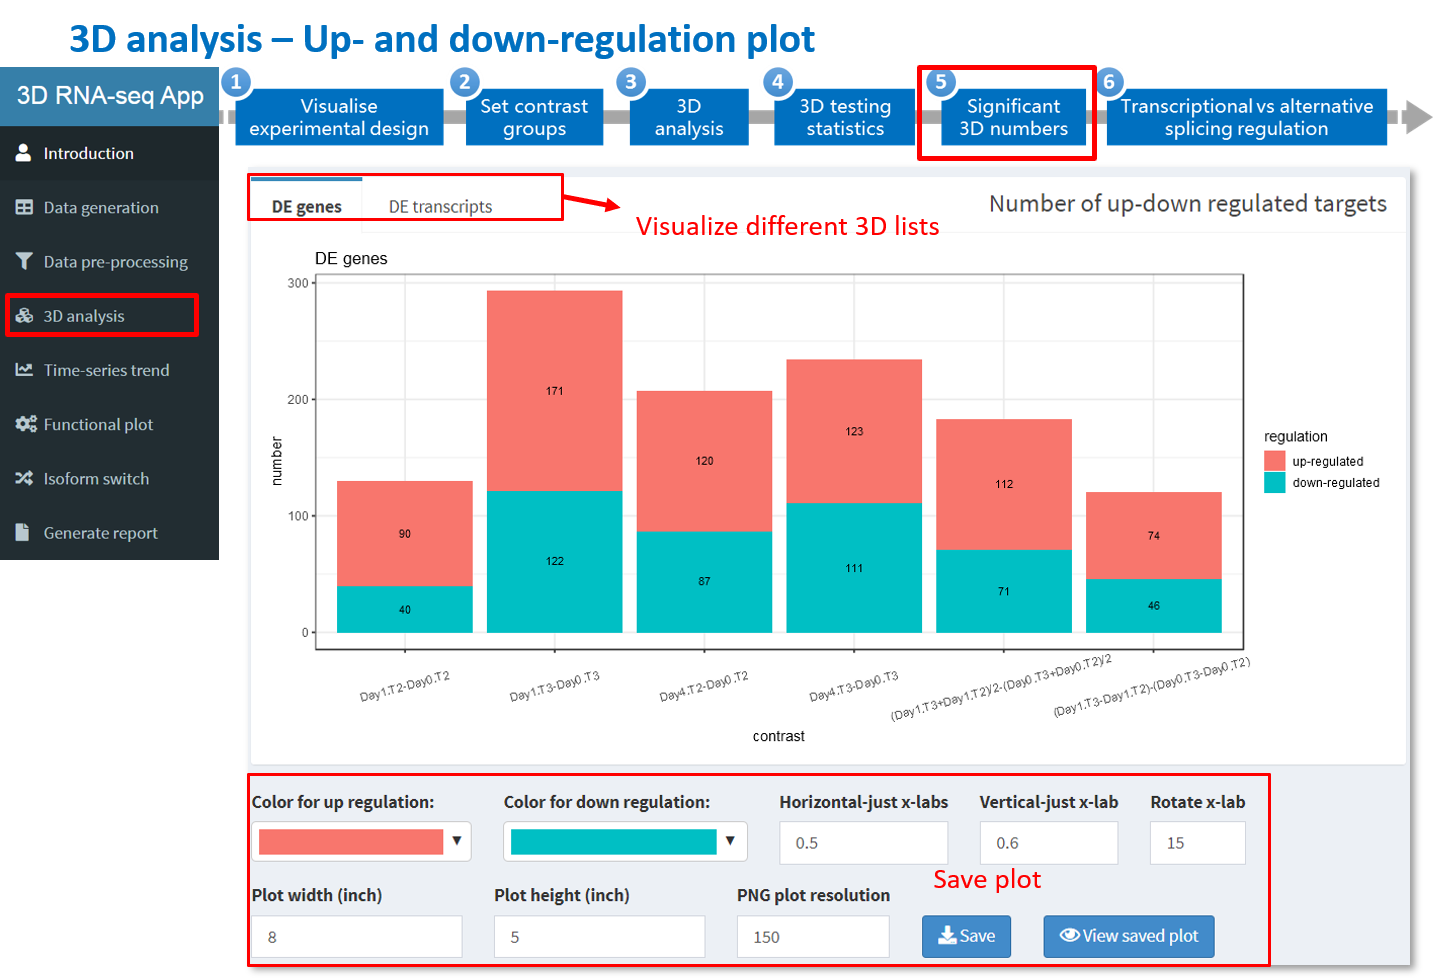 3D analysis – Up- and down-regulation plot
3D RNA-seq App
Introduction
Data generation
Data pre-processing
3D analysis
Time-series trend
Functional plot
Isoform switch
Generate report
1
Visualise
experimental design
2
Set contrast
groups
3
3D
analysis
4
3D testing
statistics
5
Significant
3D numbers
6
Transcriptional vs alternative
splicing regulation
DE genes
DE transcripts
Number of up-down regulated targets
Visualize different 3D lists
DE genes
300
200
100
0
number
90
40
171
122
120
87
123
111
112
71
74
46
Day1.T2-Day0.T2
Day1.T3-Day0.T3
Day4.T2-Day0.T2
Day4.T3-Day0.T3
(Day1.T3+Day1.T2)/2-(Day0.T3+Day0.T2)/2
(Day1.T3-Day1.T2)-(Day0.T3-Day0.T2)
contrast
regulation
up-regulated
down-regulated
Color for up regulation:
Color for down regulation:
Horizontal-just x-labs
0.5
Vertical-just x-lab
0.6
Rotate x-lab
15
Save plot
Plot width (inch)
8
Plot height (inch)
5
PNG plot resolution
150
Save
View saved plot